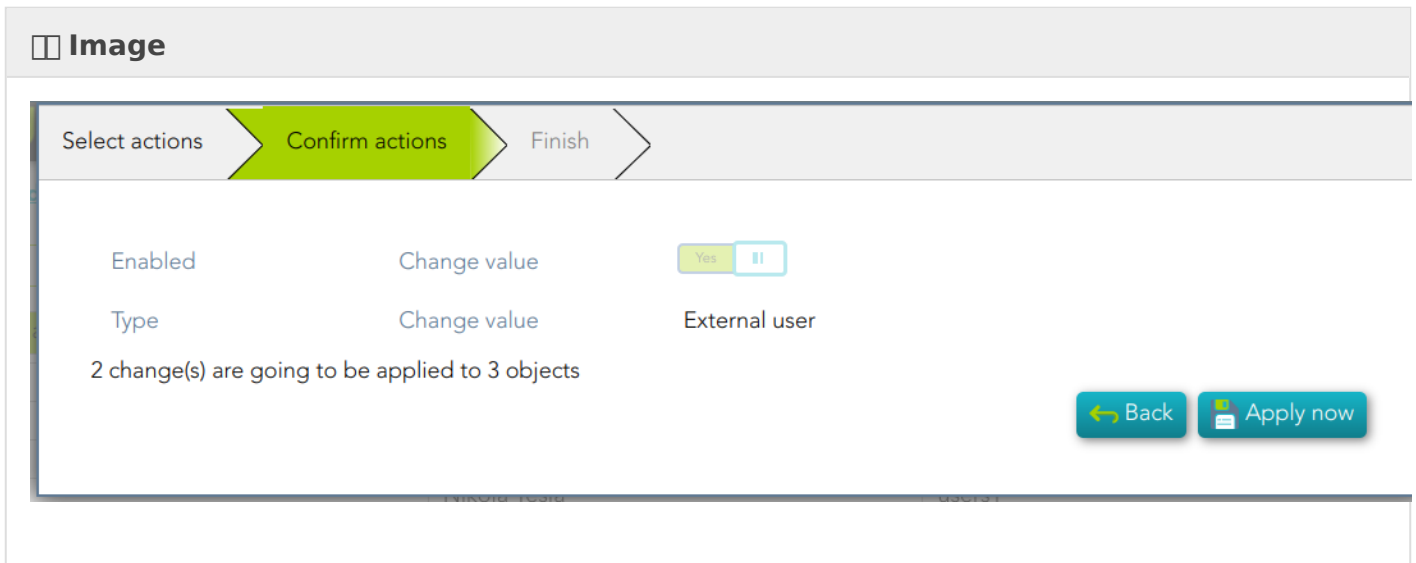 Image
Select actions Confirm actions Finish
Enabled Change value Yes
Type Change value External user
2 change(s) are going to be applied to 3 objects
Back Apply now